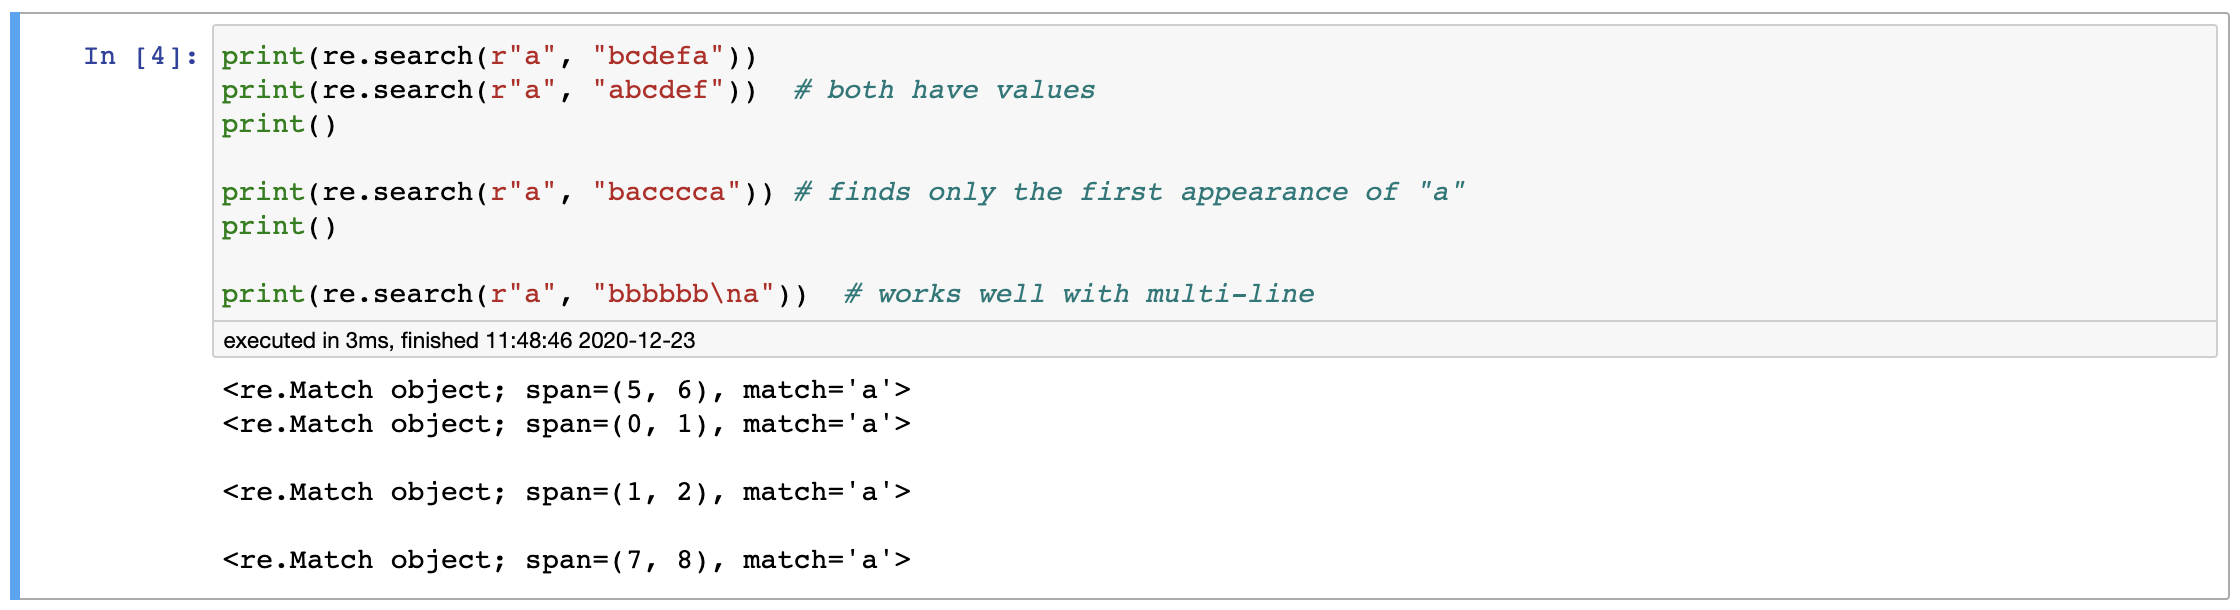 In [4]: print(re.search(r"a", "bcdefa"))
print(re.search(r"a", "abcdef"))  # both have values
print()
print(re.search(r"a", "bacccca")) # finds only the first appearance of "a"
print()
print(re.search(r"a", "bbbbbb\na"))  # works well with multi-line
executed in 3ms, finished 11:48:46 2020-12-23
<re.Match object; span=(5, 6), match='a'>
<re.Match object; span=(0, 1), match='a'>
<re.Match object; span=(1, 2), match='a'>
<re.Match object; span=(7, 8), match='a'>